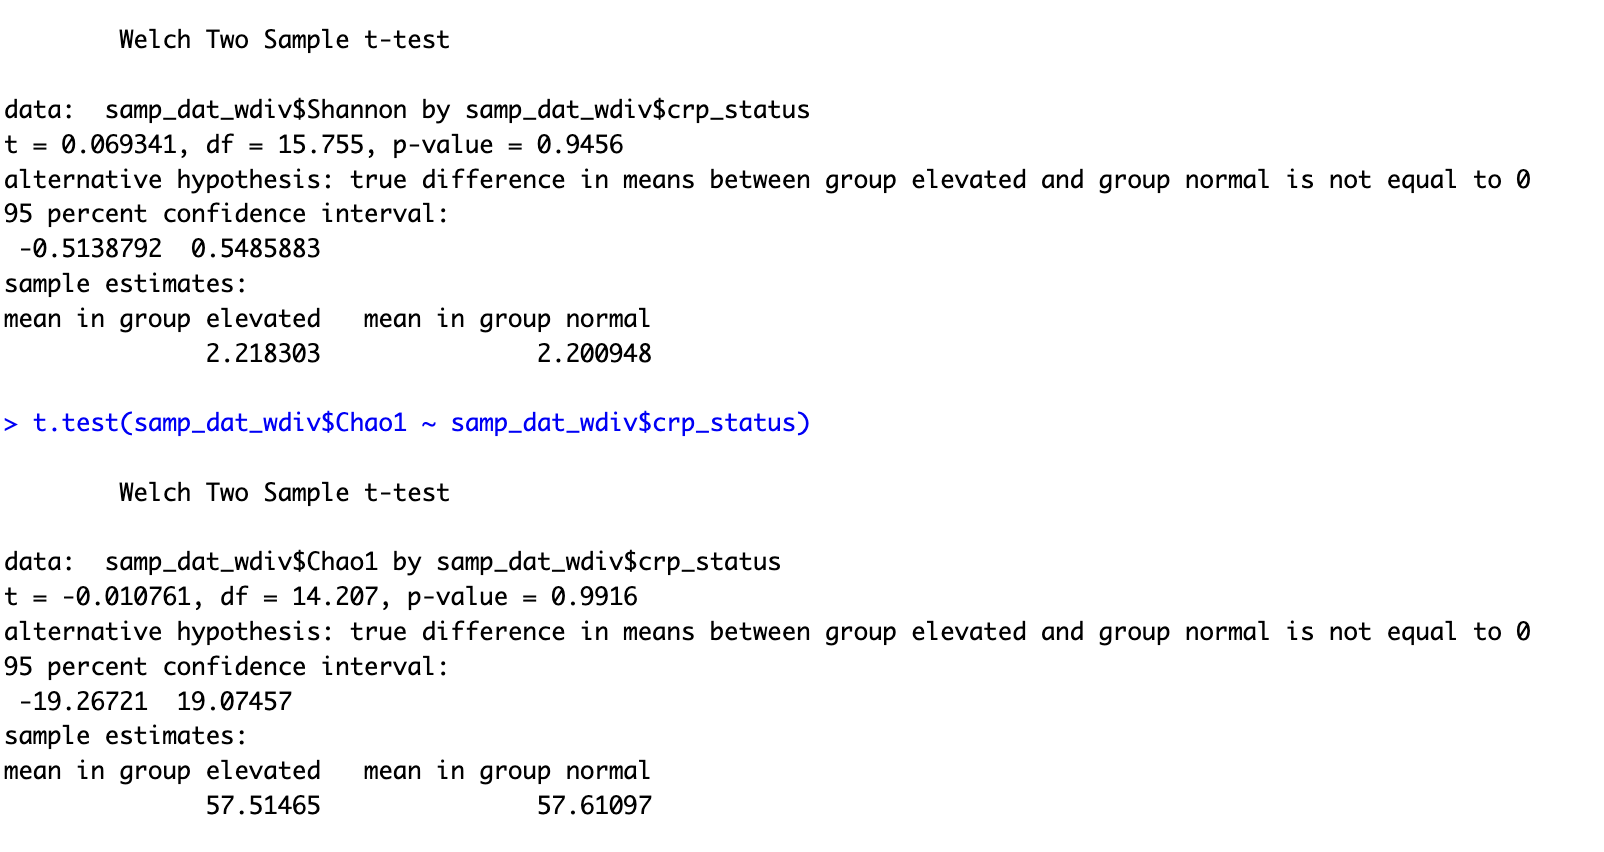 Welch Two Sample t-test
data:  samp_dat_wdiv$Shannon by samp_dat_wdiv$crp_status
t = 0.069341, df = 15.755, p-value = 0.9456
alternative hypothesis: true difference in means between group elevated and group normal is not equal to 0
95 percent confidence interval:
 -0.5138792  0.5485883
sample estimates:
mean in group elevated   mean in group normal
              2.218303               2.200948
> t.test(samp_dat_wdiv$Chao1 ~ samp_dat_wdiv$crp_status)
Welch Two Sample t-test
data:  samp_dat_wdiv$Chao1 by samp_dat_wdiv$crp_status
t = -0.010761, df = 14.207, p-value = 0.9916
alternative hypothesis: true difference in means between group elevated and group normal is not equal to 0
95 percent confidence interval:
 -19.26721  19.07457
sample estimates:
mean in group elevated   mean in group normal
              57.51465               57.61097